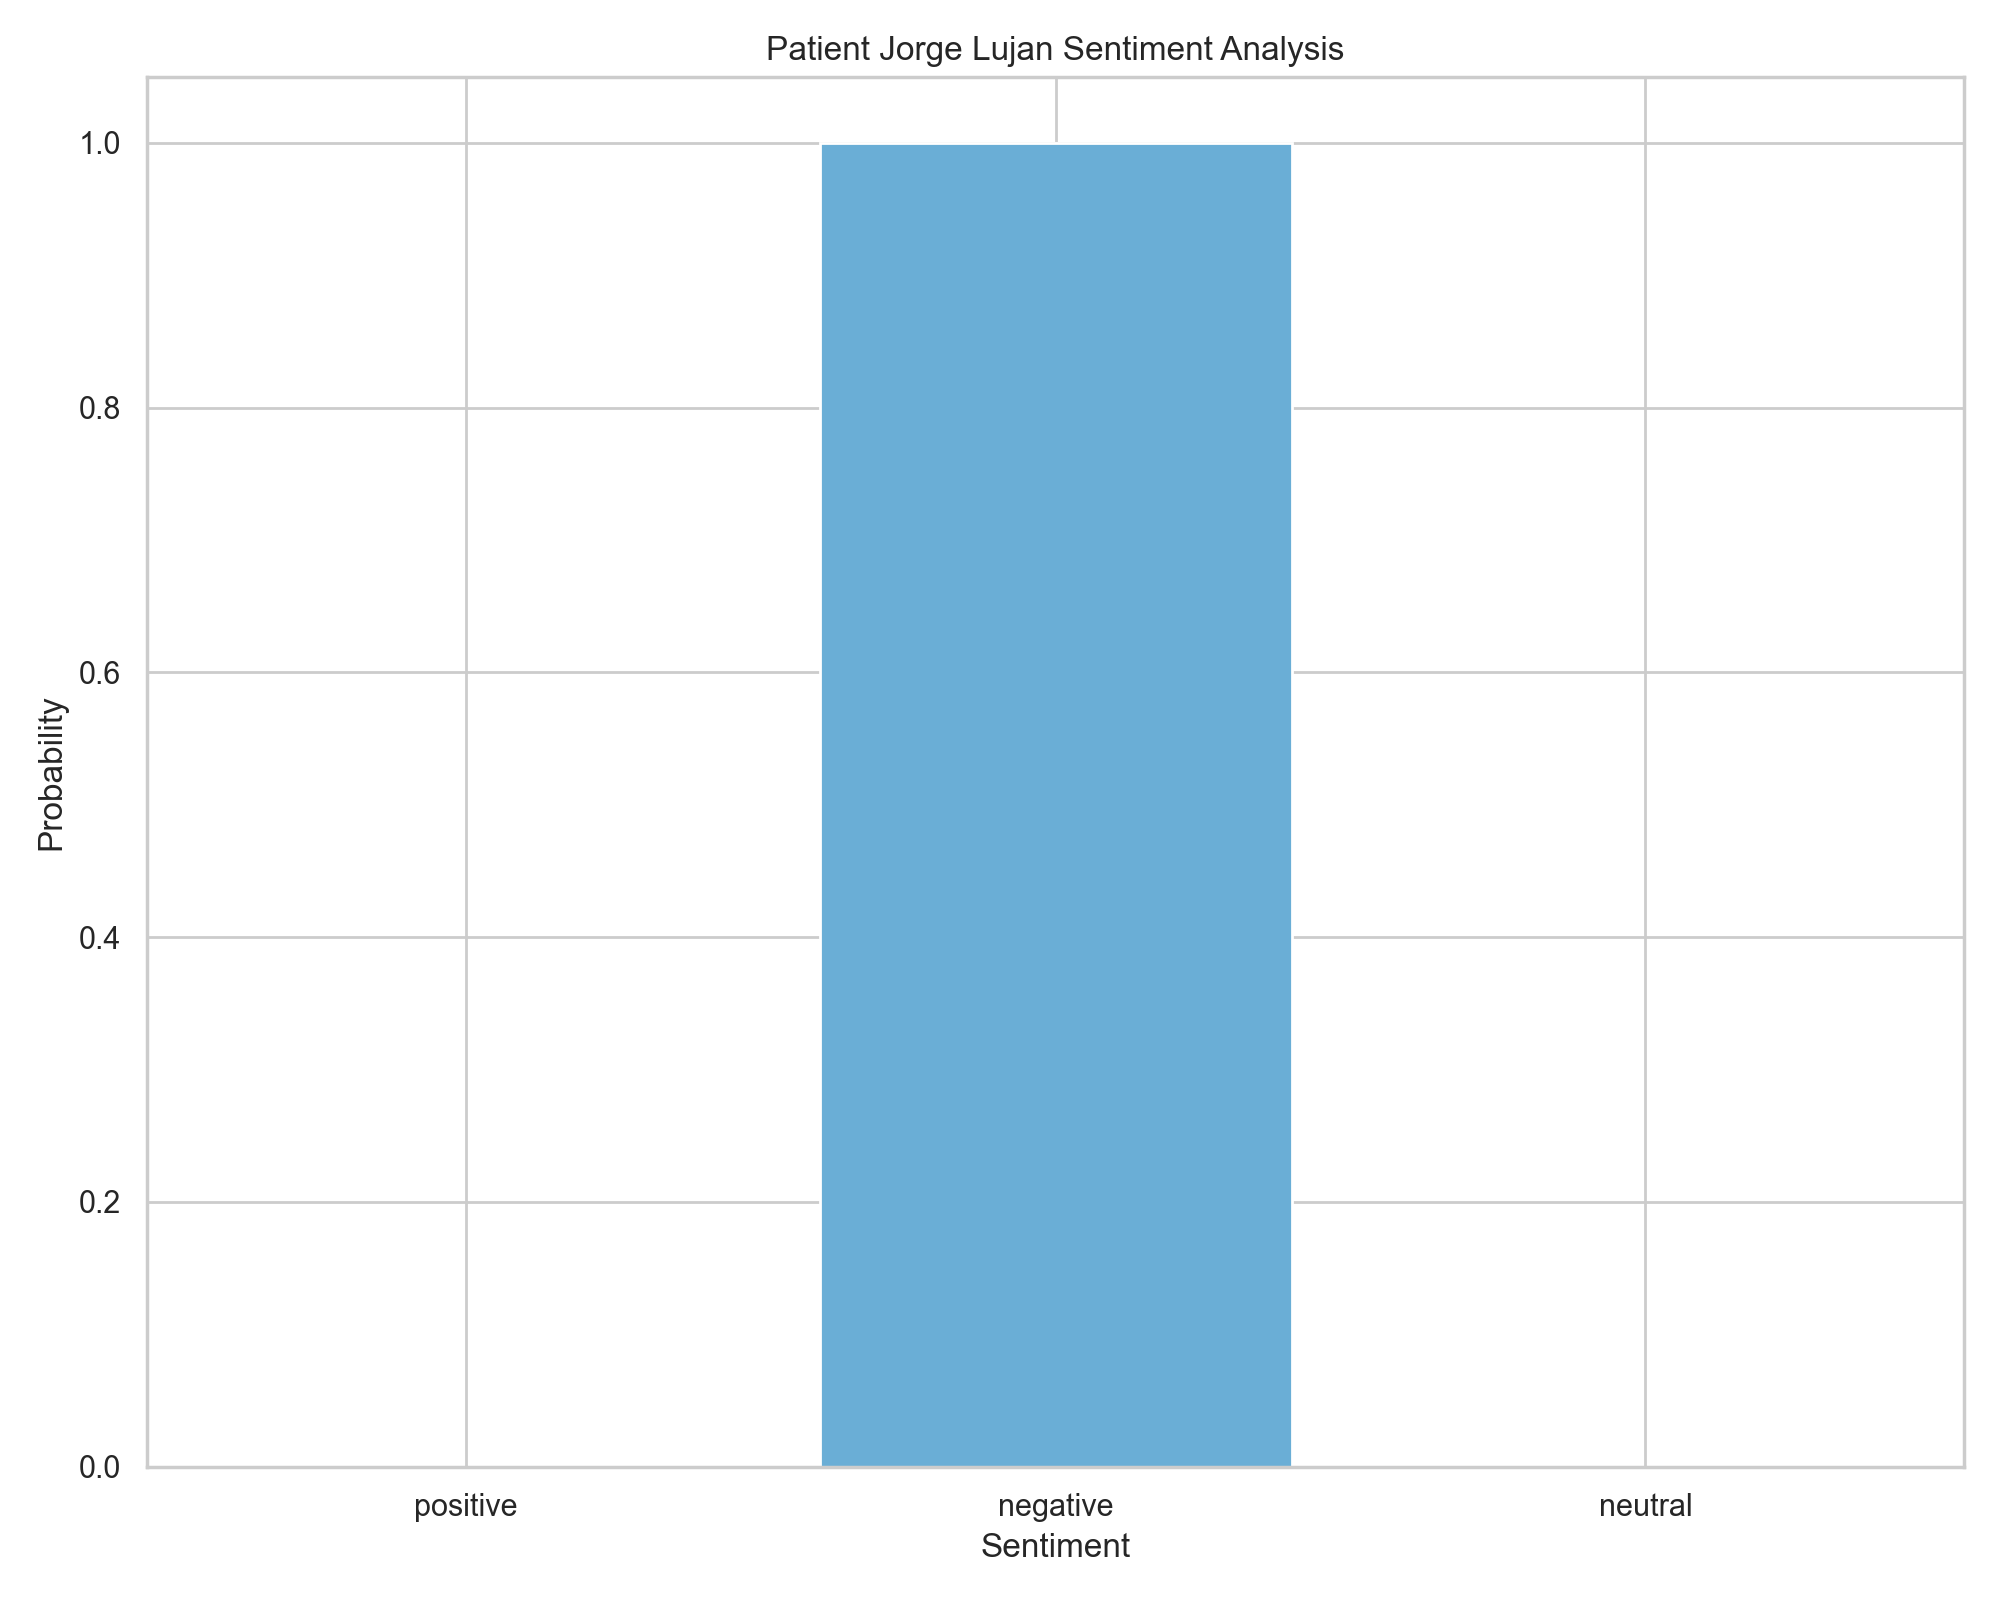 Patient Jorge Lujan Sentiment Analysis
1.0
0.8
0.6
0.4
0.2
0.0
Probability
positive negative neutral
Sentiment